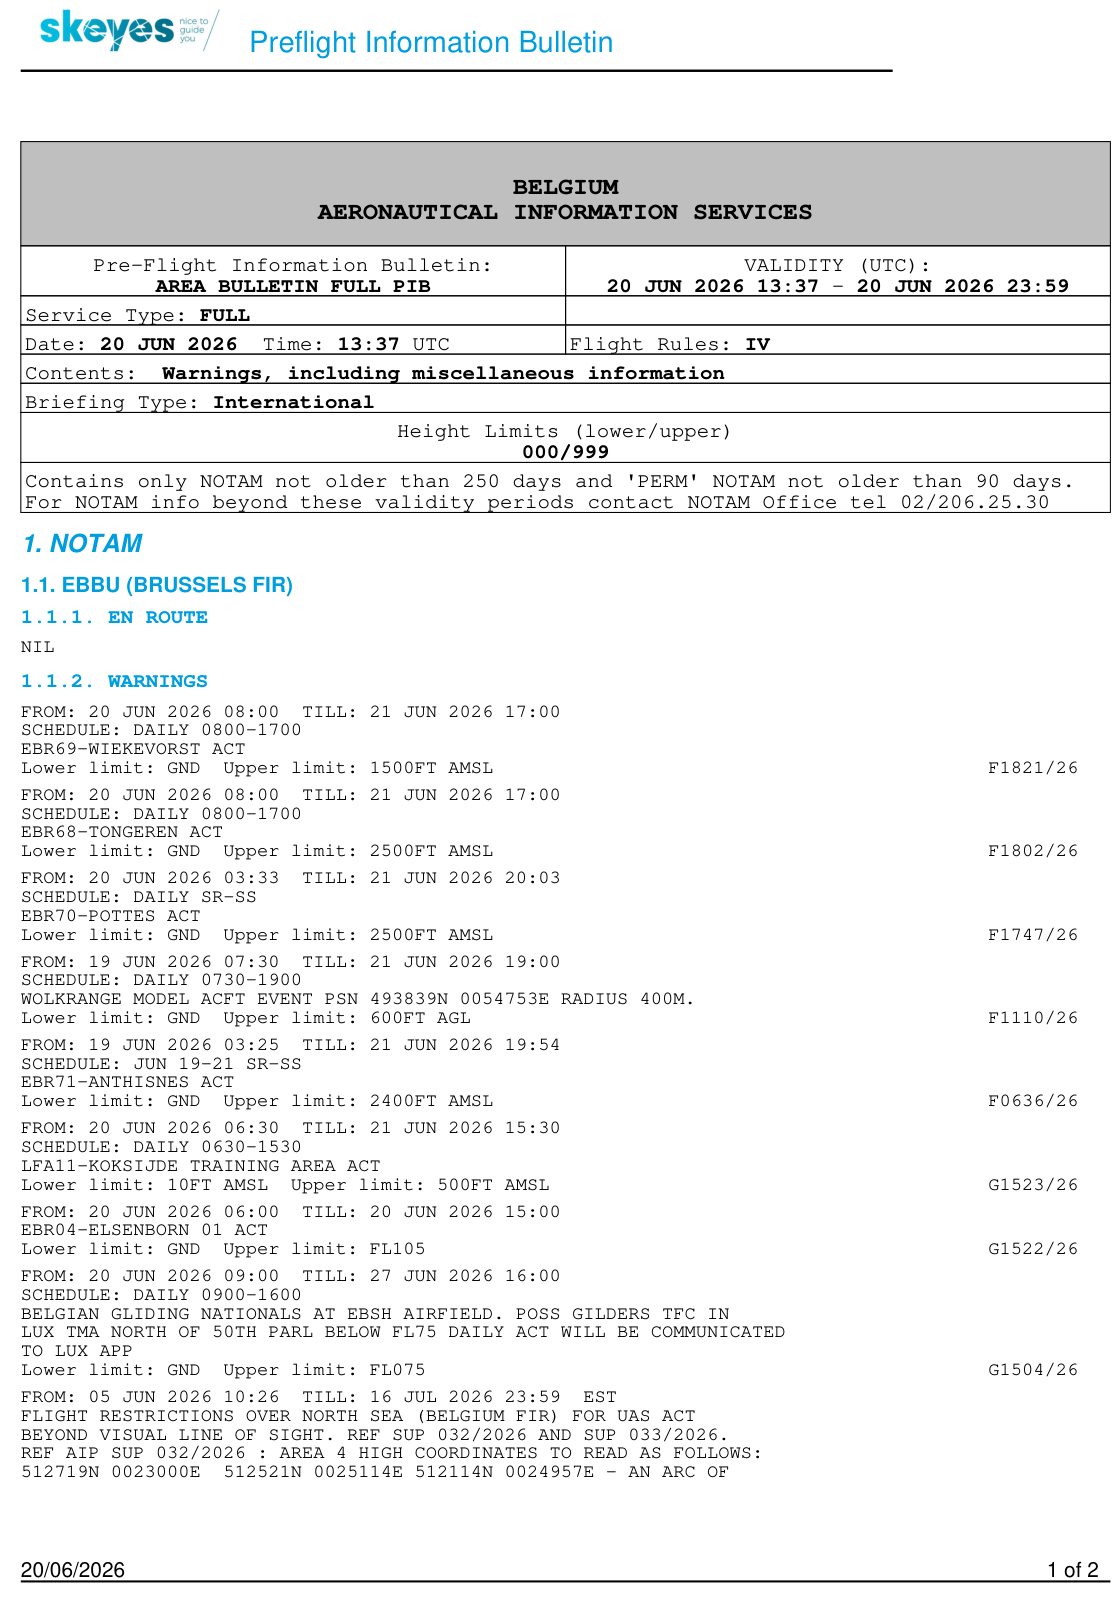 skeyes nice to guide you
Preflight Information Bulletin
BELGIUM
AERONAUTICAL INFORMATION SERVICES
Pre-Flight Information Bulletin:
AREA BULLETIN FULL PIB
VALIDITY (UTC):
20 JUN 2026 13:37 - 20 JUN 2026 23:59
Service Type: FULL
Date: 20 JUN 2026 Time: 13:37 UTC
Flight Rules: IV
Contents: Warnings, including miscellaneous information
Briefing Type: International
Height Limits (lower/upper)
000/999
Contains only NOTAM not older than 250 days and 'PERM' NOTAM not older than 90 days.
For NOTAM info beyond these validity periods contact NOTAM Office tel 02/206.25.30
1. NOTAM
1.1. EBBU (BRUSSELS FIR)
1.1.1. EN ROUTE
NIL
1.1.2. WARNINGS
FROM: 20 JUN 2026 08:00 TILL: 21 JUN 2026 17:00
SCHEDULE: DAILY 0800-1700
EBR69-WIEKEVORST ACT
Lower limit: GND Upper limit: 1500FT AMSL F1821/26
FROM: 20 JUN 2026 08:00 TILL: 21 JUN 2026 17:00
SCHEDULE: DAILY 0800-1700
EBR68-TONGEREN ACT
Lower limit: GND Upper limit: 2500FT AMSL F1802/26
FROM: 20 JUN 2026 03:33 TILL: 21 JUN 2026 20:03
SCHEDULE: DAILY SR-SS
EBR70-POTTES ACT
Lower limit: GND Upper limit: 2500FT AMSL F1747/26
FROM: 19 JUN 2026 07:30 TILL: 21 JUN 2026 19:00
SCHEDULE: DAILY 0730-1900
WOLKRANGE MODEL ACFT EVENT PSN 493839N 0054753E RADIUS 400M.
Lower limit: GND Upper limit: 600FT AGL F1110/26
FROM: 19 JUN 2026 03:25 TILL: 21 JUN 2026 19:54
SCHEDULE: JUN 19-21 SR-SS
EBR71-ANTHISNES ACT
Lower limit: GND Upper limit: 2400FT AMSL F0636/26
FROM: 20 JUN 2026 06:30 TILL: 21 JUN 2026 15:30
SCHEDULE: DAILY 0630-1530
LFA11-KOKSIJDE TRAINING AREA ACT
Lower limit: 10FT AMSL Upper limit: 500FT AMSL G1523/26
FROM: 20 JUN 2026 06:00 TILL: 20 JUN 2026 15:00
EBR04-ELSENBORN 01 ACT
Lower limit: GND Upper limit: FL105 G1522/26
FROM: 20 JUN 2026 09:00 TILL: 27 JUN 2026 16:00
SCHEDULE: DAILY 0900-1600
BELGIAN GLIDING NATIONALS AT EBSH AIRFIELD. POSS GILDERS TFC IN
LUX TMA NORTH OF 50TH PARL BELOW FL75 DAILY ACT WILL BE COMMUNICATED
TO LUX APP
Lower limit: GND Upper limit: FL075 G1504/26
FROM: 05 JUN 2026 10:26 TILL: 16 JUL 2026 23:59 EST
FLIGHT RESTRICTIONS OVER NORTH SEA (BELGIUM FIR) FOR UAS ACT
BEYOND VISUAL LINE OF SIGHT. REF SUP 032/2026 AND SUP 033/2026.
REF AIP SUP 032/2026 : AREA 4 HIGH COORDINATES TO READ AS FOLLOWS:
512719N 0023000E 512521N 0025114E 512114N 0024957E - AN ARC OF
20/06/2026 1 of 2